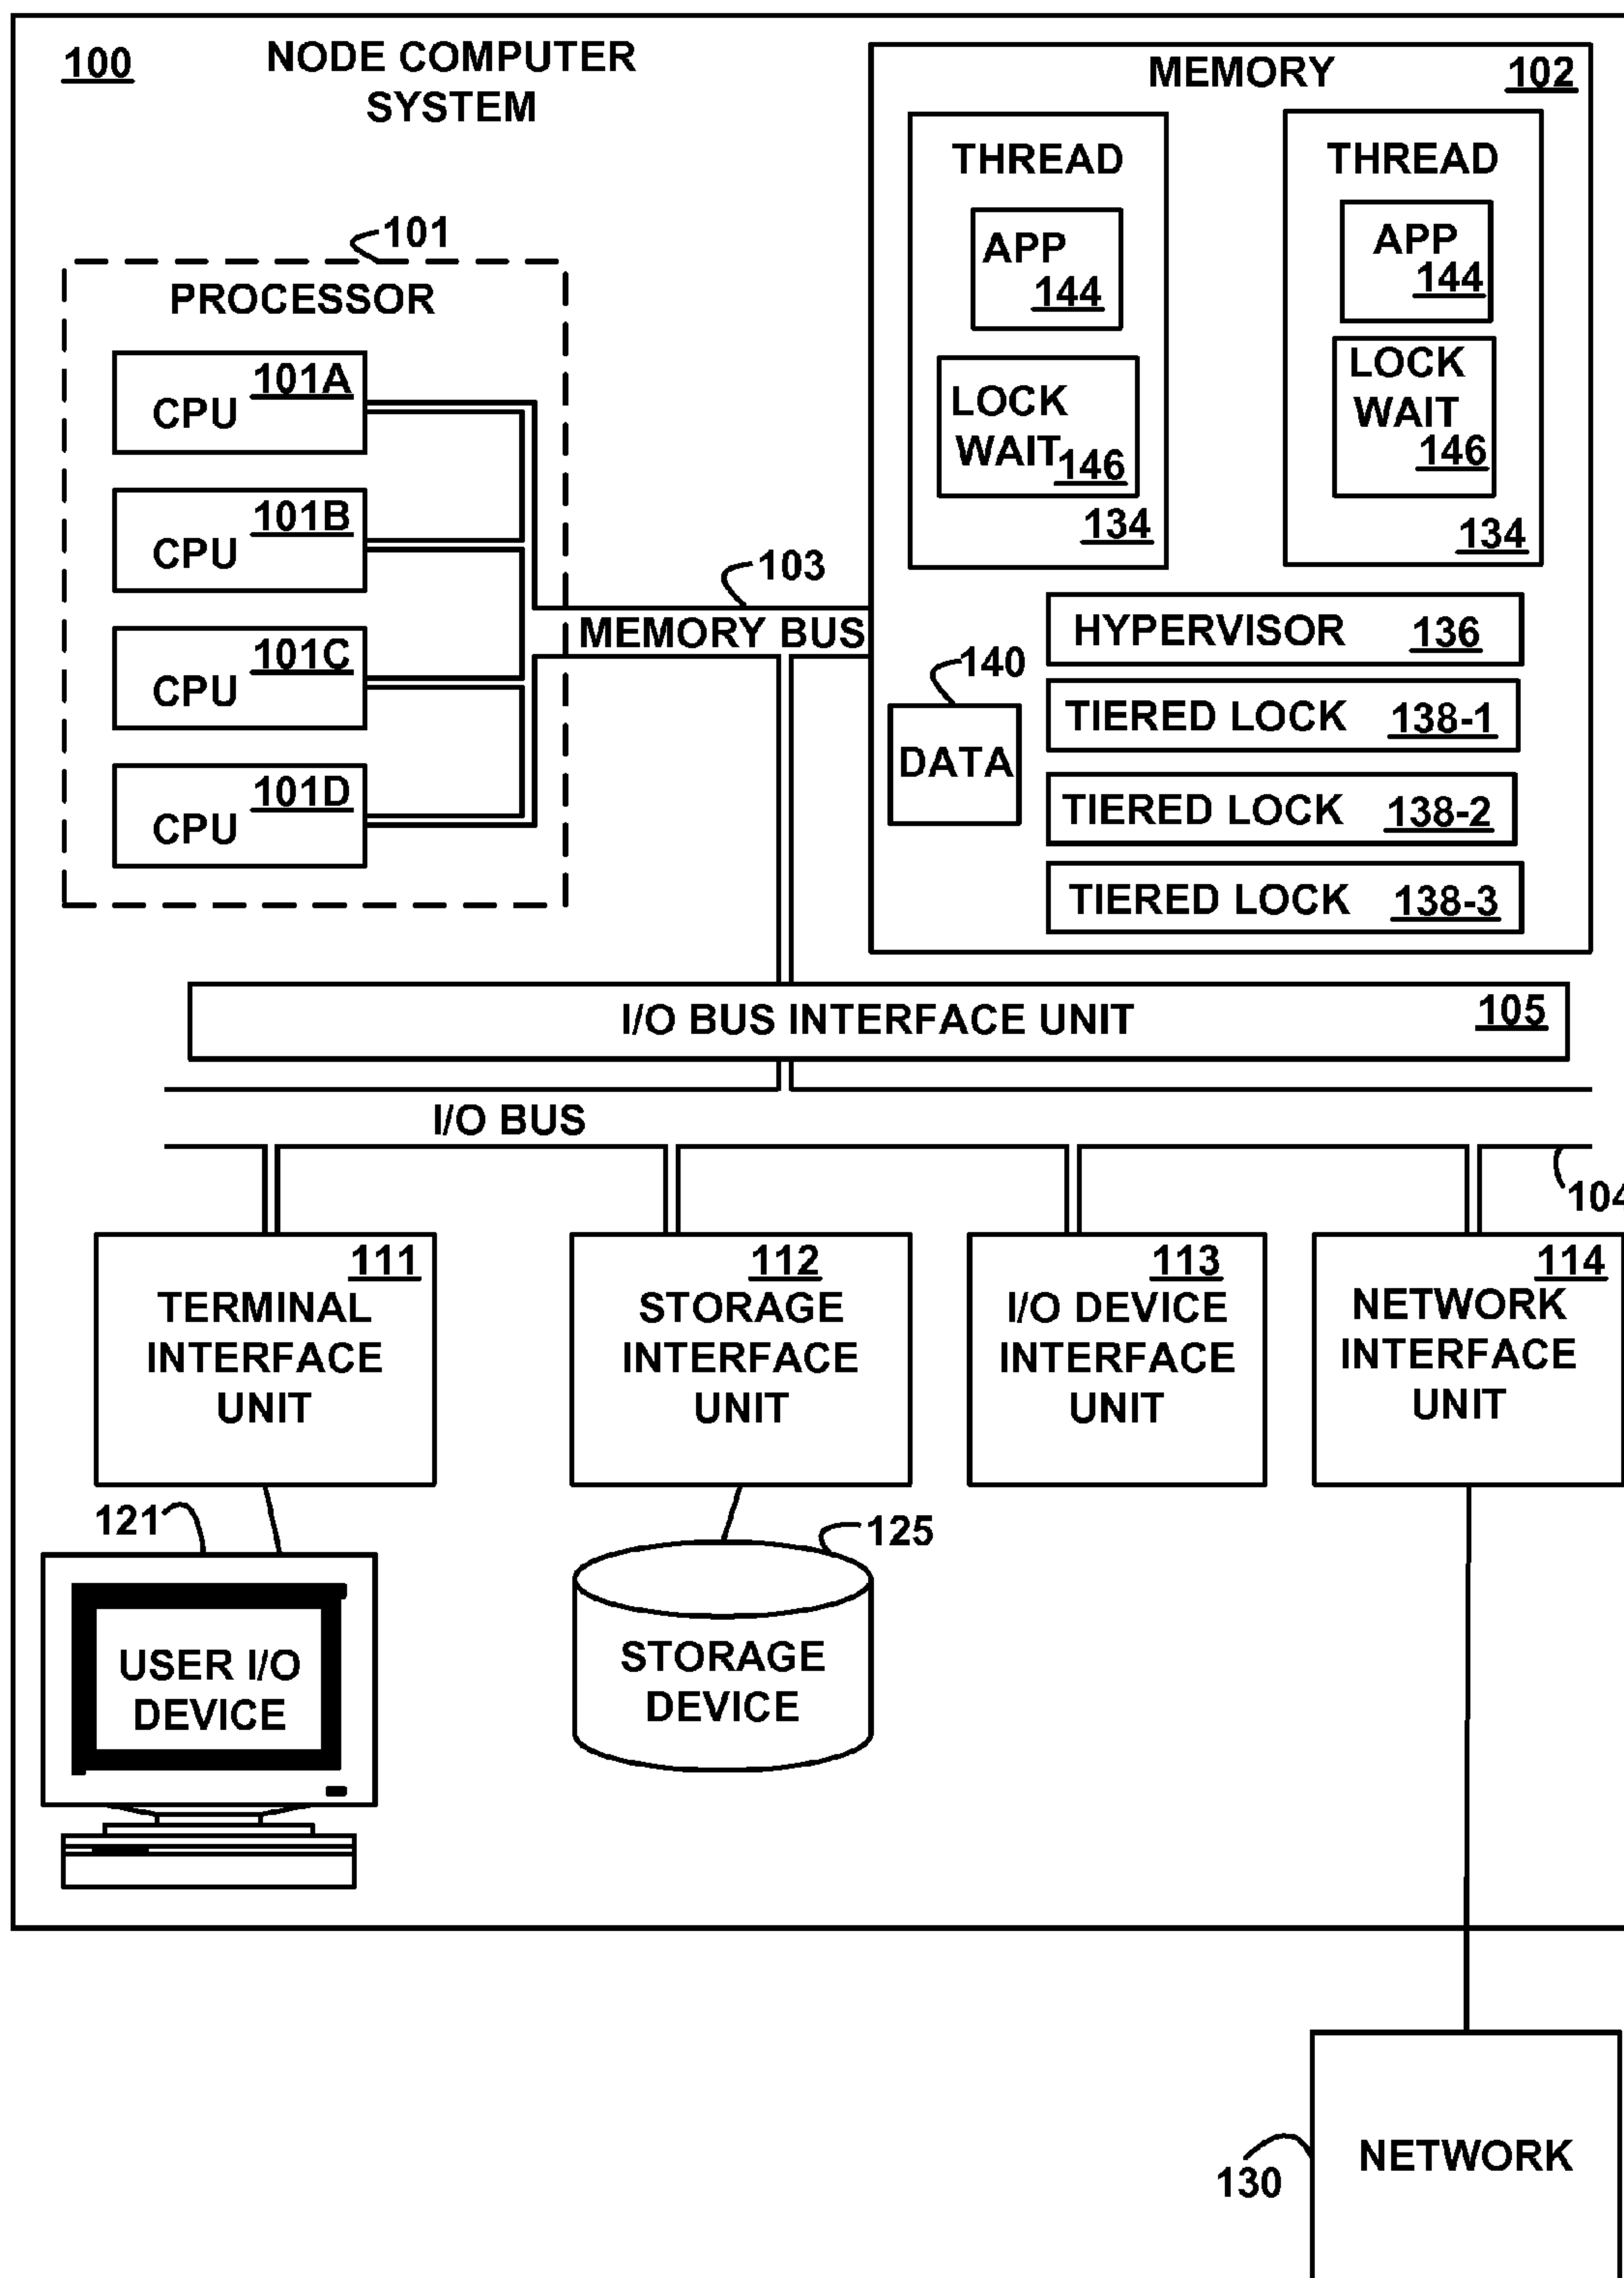 100
NODE COMPUTER
SYSTEM
MEMORY 102
THREAD
APP
144
LOCK
WAIT 146
134
THREAD
APP
144
LOCK
WAIT
146
134
101
PROCESSOR
CPU 101A
CPU 101B
CPU 101C
CPU 101D
103
MEMORY BUS
HYPERVISOR 136
140
DATA
TIERED LOCK 138-1
TIERED LOCK 138-2
TIERED LOCK 138-3
I/O BUS INTERFACE UNIT 105
I/O BUS
104
111
TERMINAL
INTERFACE
UNIT
112
STORAGE
INTERFACE
UNIT
113
I/O DEVICE
INTERFACE
UNIT
114
NETWORK
INTERFACE
UNIT
121
USER I/O
DEVICE
125
STORAGE
DEVICE
130
NETWORK